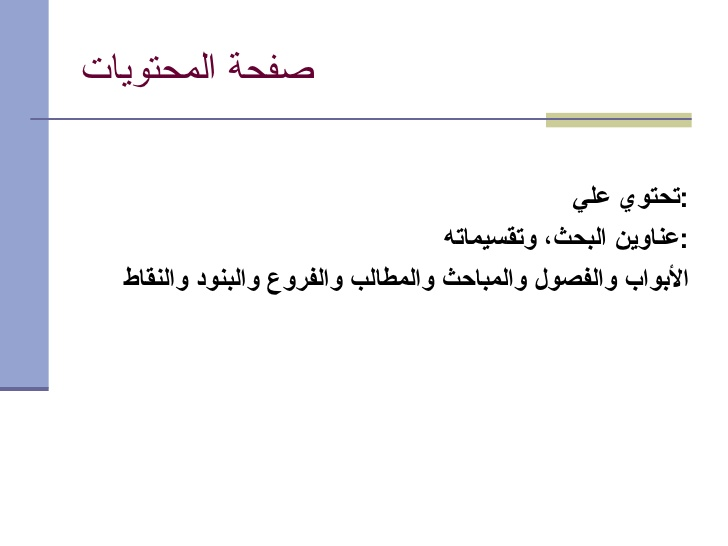 صفحة المحتويات
تحتوي علي:
عناوين البحث، وتقسيماته:
الأبواب والفصول والمباحث والمطالب والفروع والبنود والنقاط